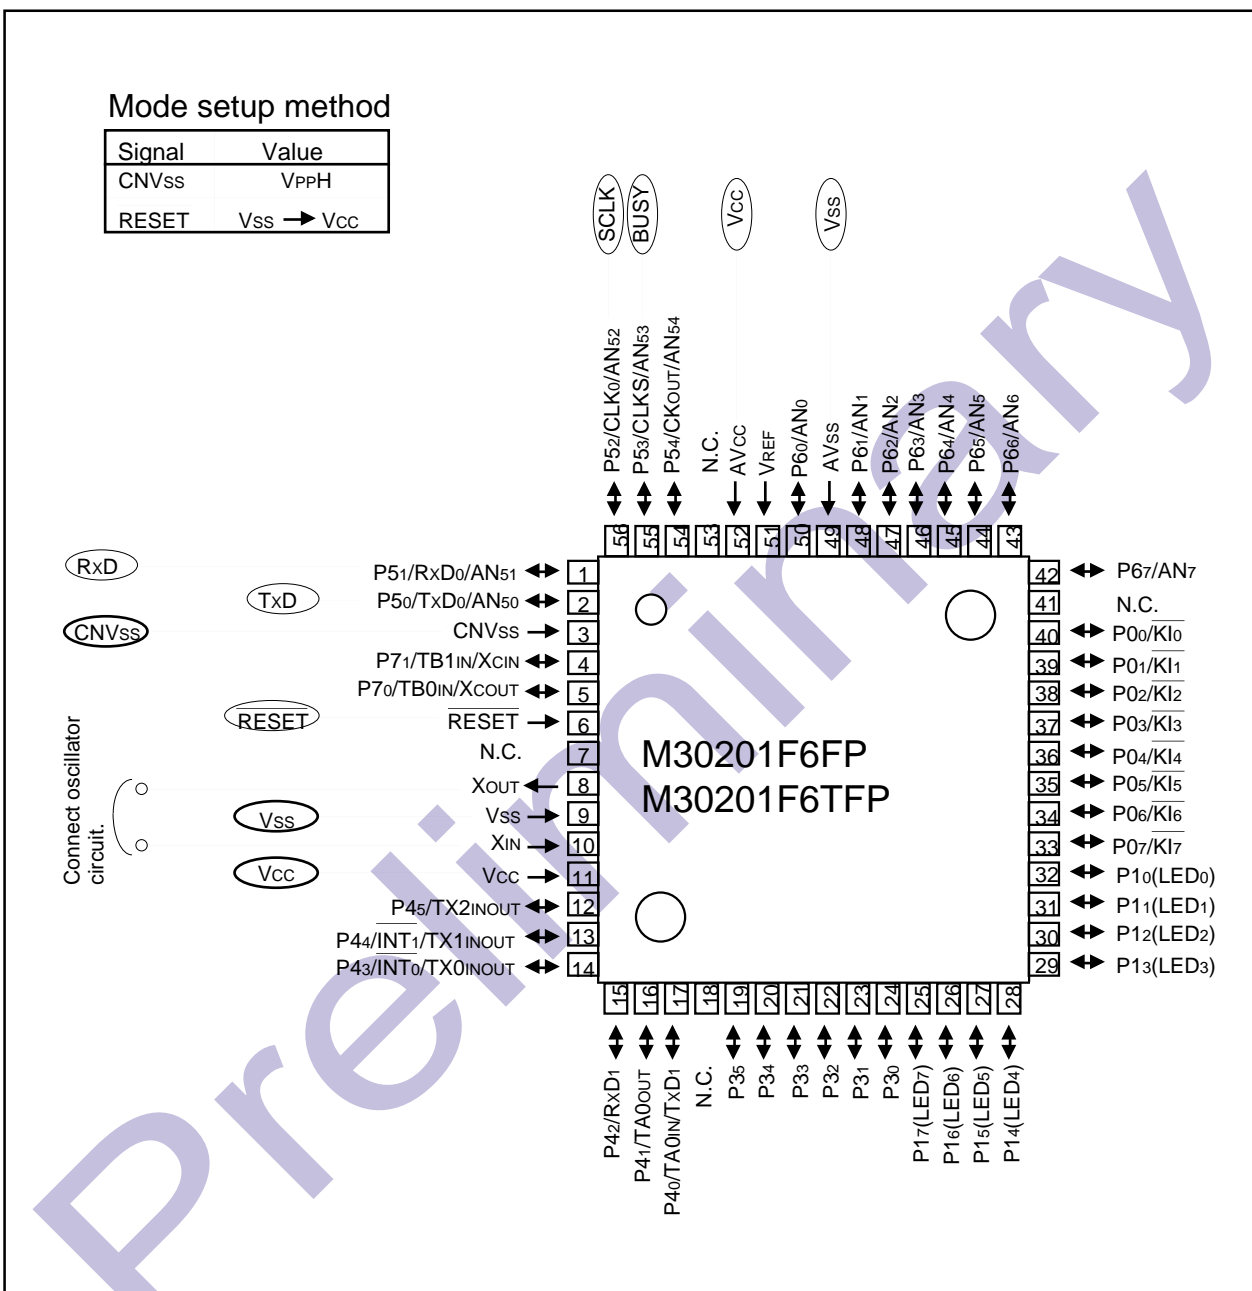 Mode setup method
Signal Value
CNVss VPPH
RESET Vss → Vcc
SCLK
BUSY
Vcc
Vss
P52/CLK0/AN52
P53/CLKS/AN53
P54/CKOUT/AN54
N.C.
AVCC
VREF
P60/AN0
AVss
P61/AN1
P62/AN2
P63/AN3
P64/AN4
P65/AN5
P66/AN6
56 55 54 53 52 51 50 49 48 47 46 45 44 43
RxD
TxD
CNVss
RESET
Connect oscillator
circuit.
Vss
Vcc
P51/RxD0/AN51 1
P50/TxD0/AN50 2
CNVss 3
P71/TB1IN/XCIN 4
P70/TB0IN/XCOUT 5
RESET 6
N.C. 7
XOUT 8
Vss 9
XIN 10
Vcc 11
P45/TX2INOUT 12
P44/INT1/TX1INOUT 13
P43/INT0/TX0INOUT 14
M30201F6FP
M30201F6TFP
42 P67/AN7
41 N.C.
40 P00/KI0
39 P01/KI1
38 P02/KI2
37 P03/KI3
36 P04/KI4
35 P05/KI5
34 P06/KI6
33 P07/KI7
32 P10(LED0)
31 P11(LED1)
30 P12(LED2)
29 P13(LED3)
15 16 17 18 19 20 21 22 23 24 25 26 27 28
P42/RxD1
P41/TA0OUT
P40/TA0IN/TxD1
N.C.
P35
P34
P33
P32
P31
P30
P17(LED7)
P16(LED6)
P15(LED5)
P14(LED4)
Preliminary